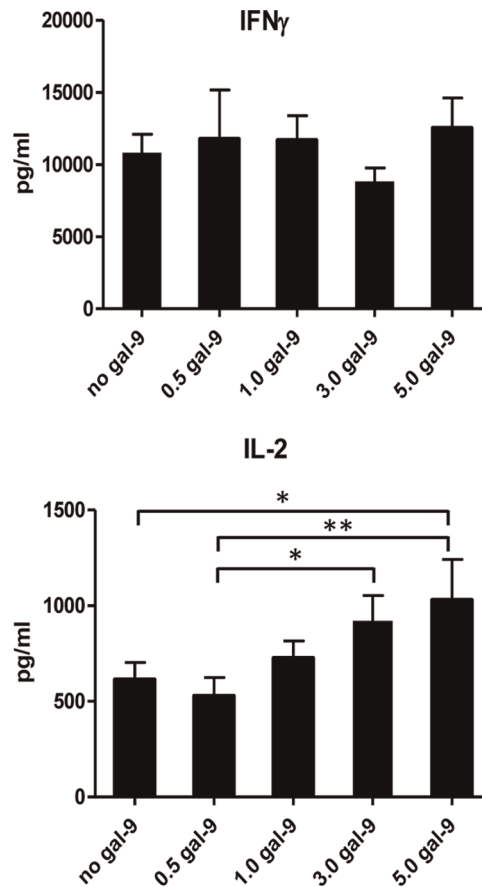 IFNγ
20000
15000
10000
5000
0
pg/ml
no gal-9
0.5 gal-9
1.0 gal-9
3.0 gal-9
5.0 gal-9
IL-2
1500
1000
500
0
pg/ml
*
**
*
no gal-9
0.5 gal-9
1.0 gal-9
3.0 gal-9
5.0 gal-9